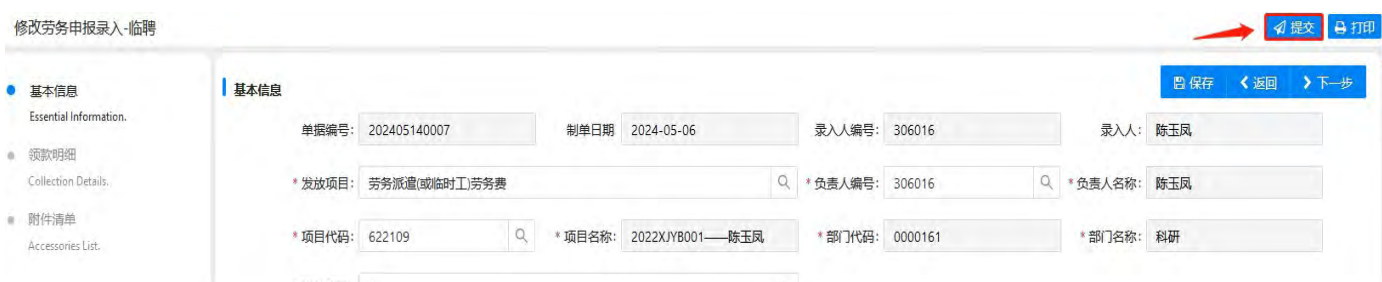 修改劳务申报录入-临聘
提交 打印
基本信息
Essential Information.
领款明细
Collection Details.
附件清单
Accessories List.
基本信息
保存 返回 下一步
单据编号: 202405140007 制单日期 2024-05-06 录入人编号: 306016 录入人: 陈玉凤
* 发放项目: 劳务派遣(或临时工)劳务费 * 负责人编号: 306016 * 负责人名称: 陈玉凤
* 项目代码: 622109 * 项目名称: 2022XJYB001——陈玉凤 * 部门代码: 0000161 * 部门名称: 科研